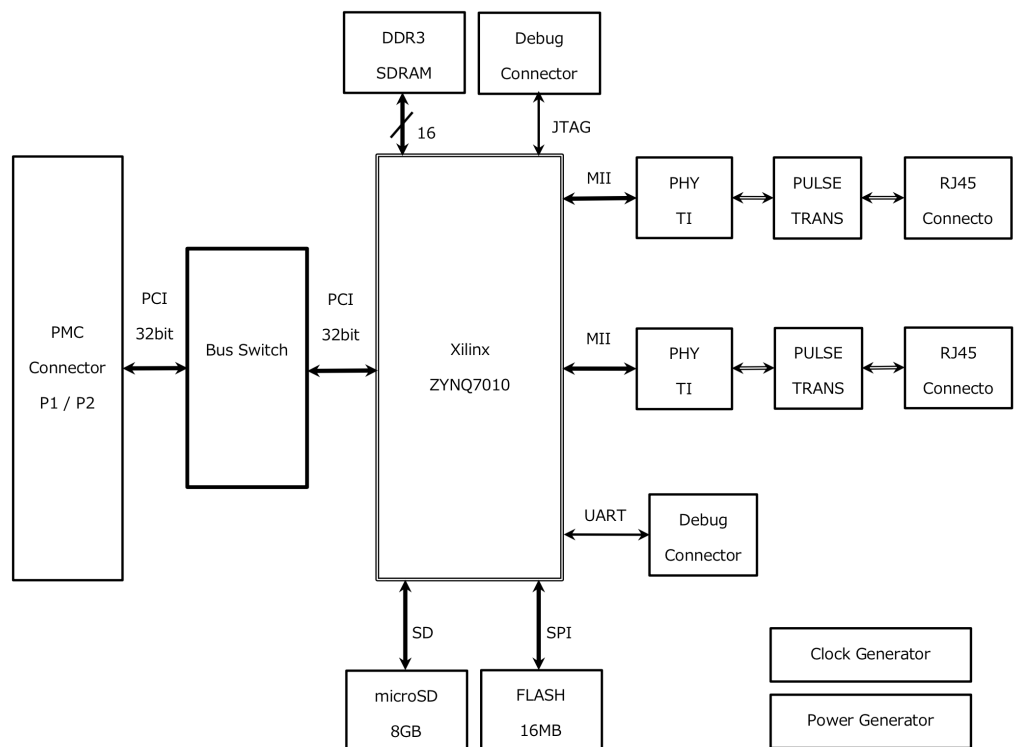 DDR3
SDRAM
Debug
Connector
16
JTAG
MII
PHY
TI
PULSE
TRANS
RJ45
Connecto
PMC
Connector
P1 / P2
PCI
32bit
Bus Switch
PCI
32bit
Xilinx
ZYNQ7010
MII
PHY
TI
PULSE
TRANS
RJ45
Connecto
UART
Debug
Connector
SD
SPI
microSD
8GB
FLASH
16MB
Clock Generator
Power Generator